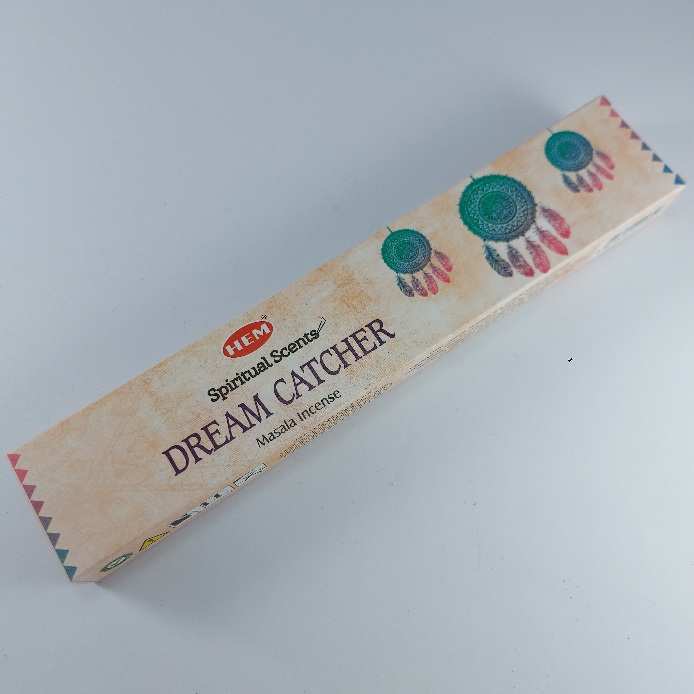 HEM
Spiritual Scents
DREAM CATCHER
Masala Incense